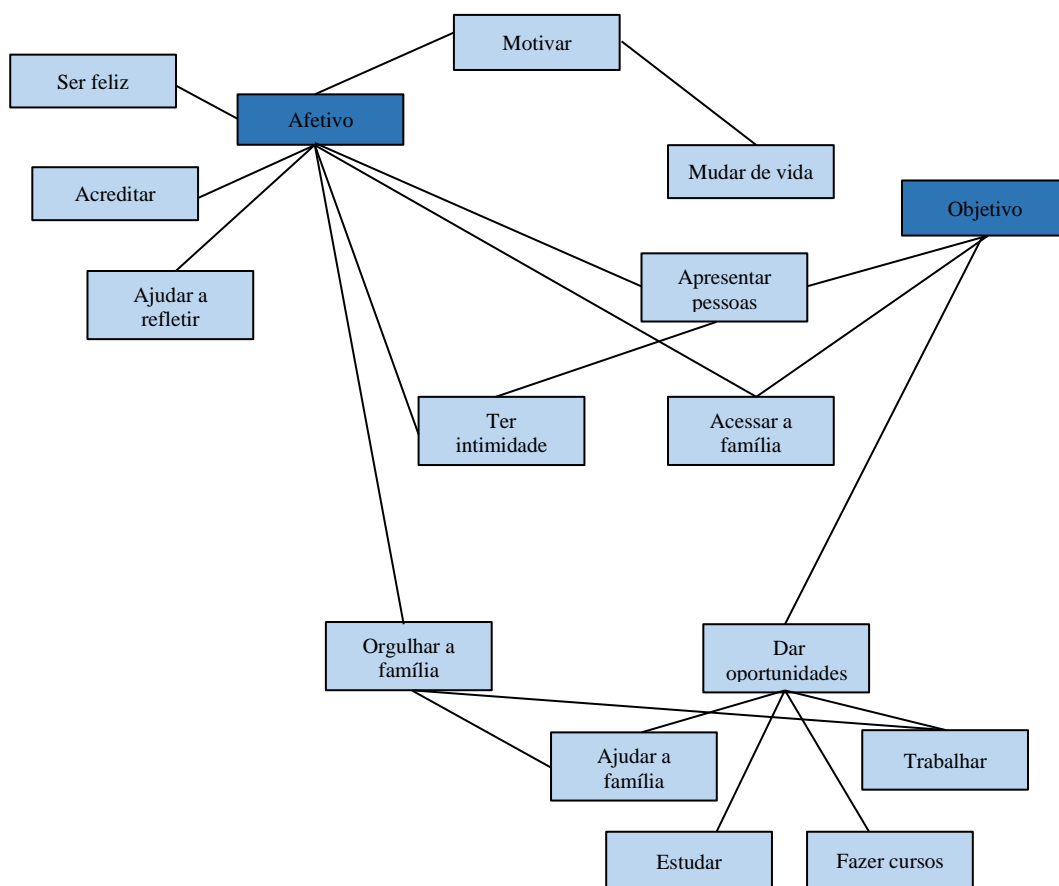 Motivar
Ser feliz
Afetivo
Mudar de vida
Acreditar
Objetivo
Apresentar
pessoas
Ajudar a
refletir
Ter
intimidade
Acessar a
família
Orgulhar a
família
Dar
oportunidades
Ajudar a
família
Trabalhar
Estudar
Fazer cursos